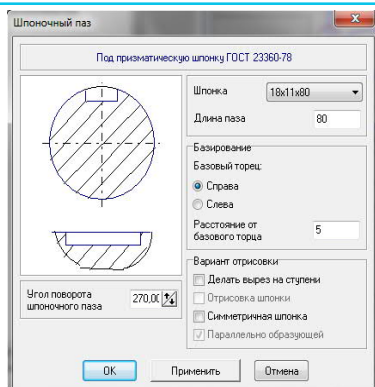 Шпоночный паз
Под призматическую шпонку ГОСТ 23360-78
Шпонка 18x11x80
Длина паза 80
Базирование
Базовый торец:
Справа
Слева
Расстояние от базового торца 5
Вариант отрисовки
Делать вырез на ступени
Отрисовка шпонки
Симметричная шпонка
Параллельно образующей
Угол поворота шпоночного паза 270,0(
OK Применить Отмена